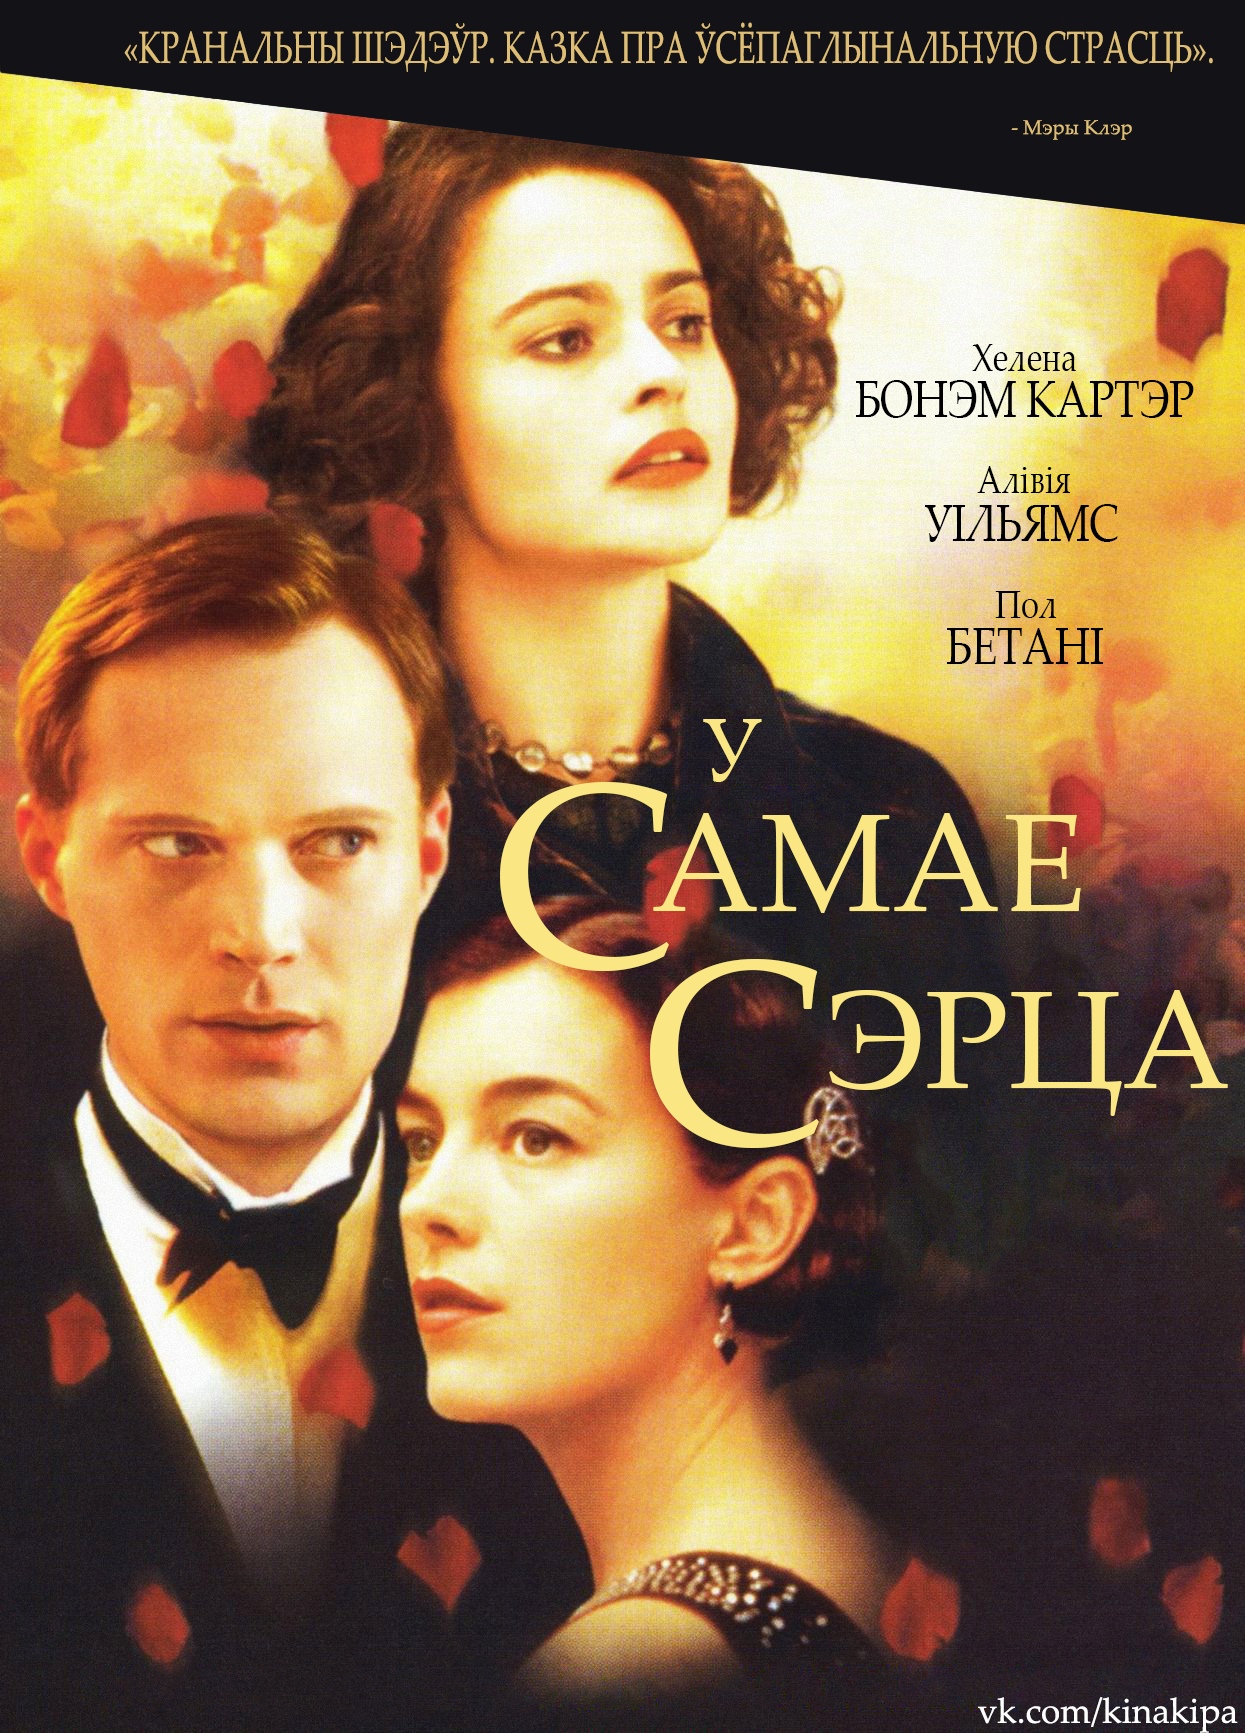 «КРАНАЛЬНЫ ШЭДЭЎР. КАЗКА ПРА ЎСЁПАГЛЫНАЛЬНУЮ СТРАСЦЬ».
- Мэры Клэр
Хелена
БОНЭМ КАРТЭР
Алівія
УІЛЬЯМС
Пол
БЕТАНІ
У
САМАЕ
СЭРЦА
vk.com/kinakipa